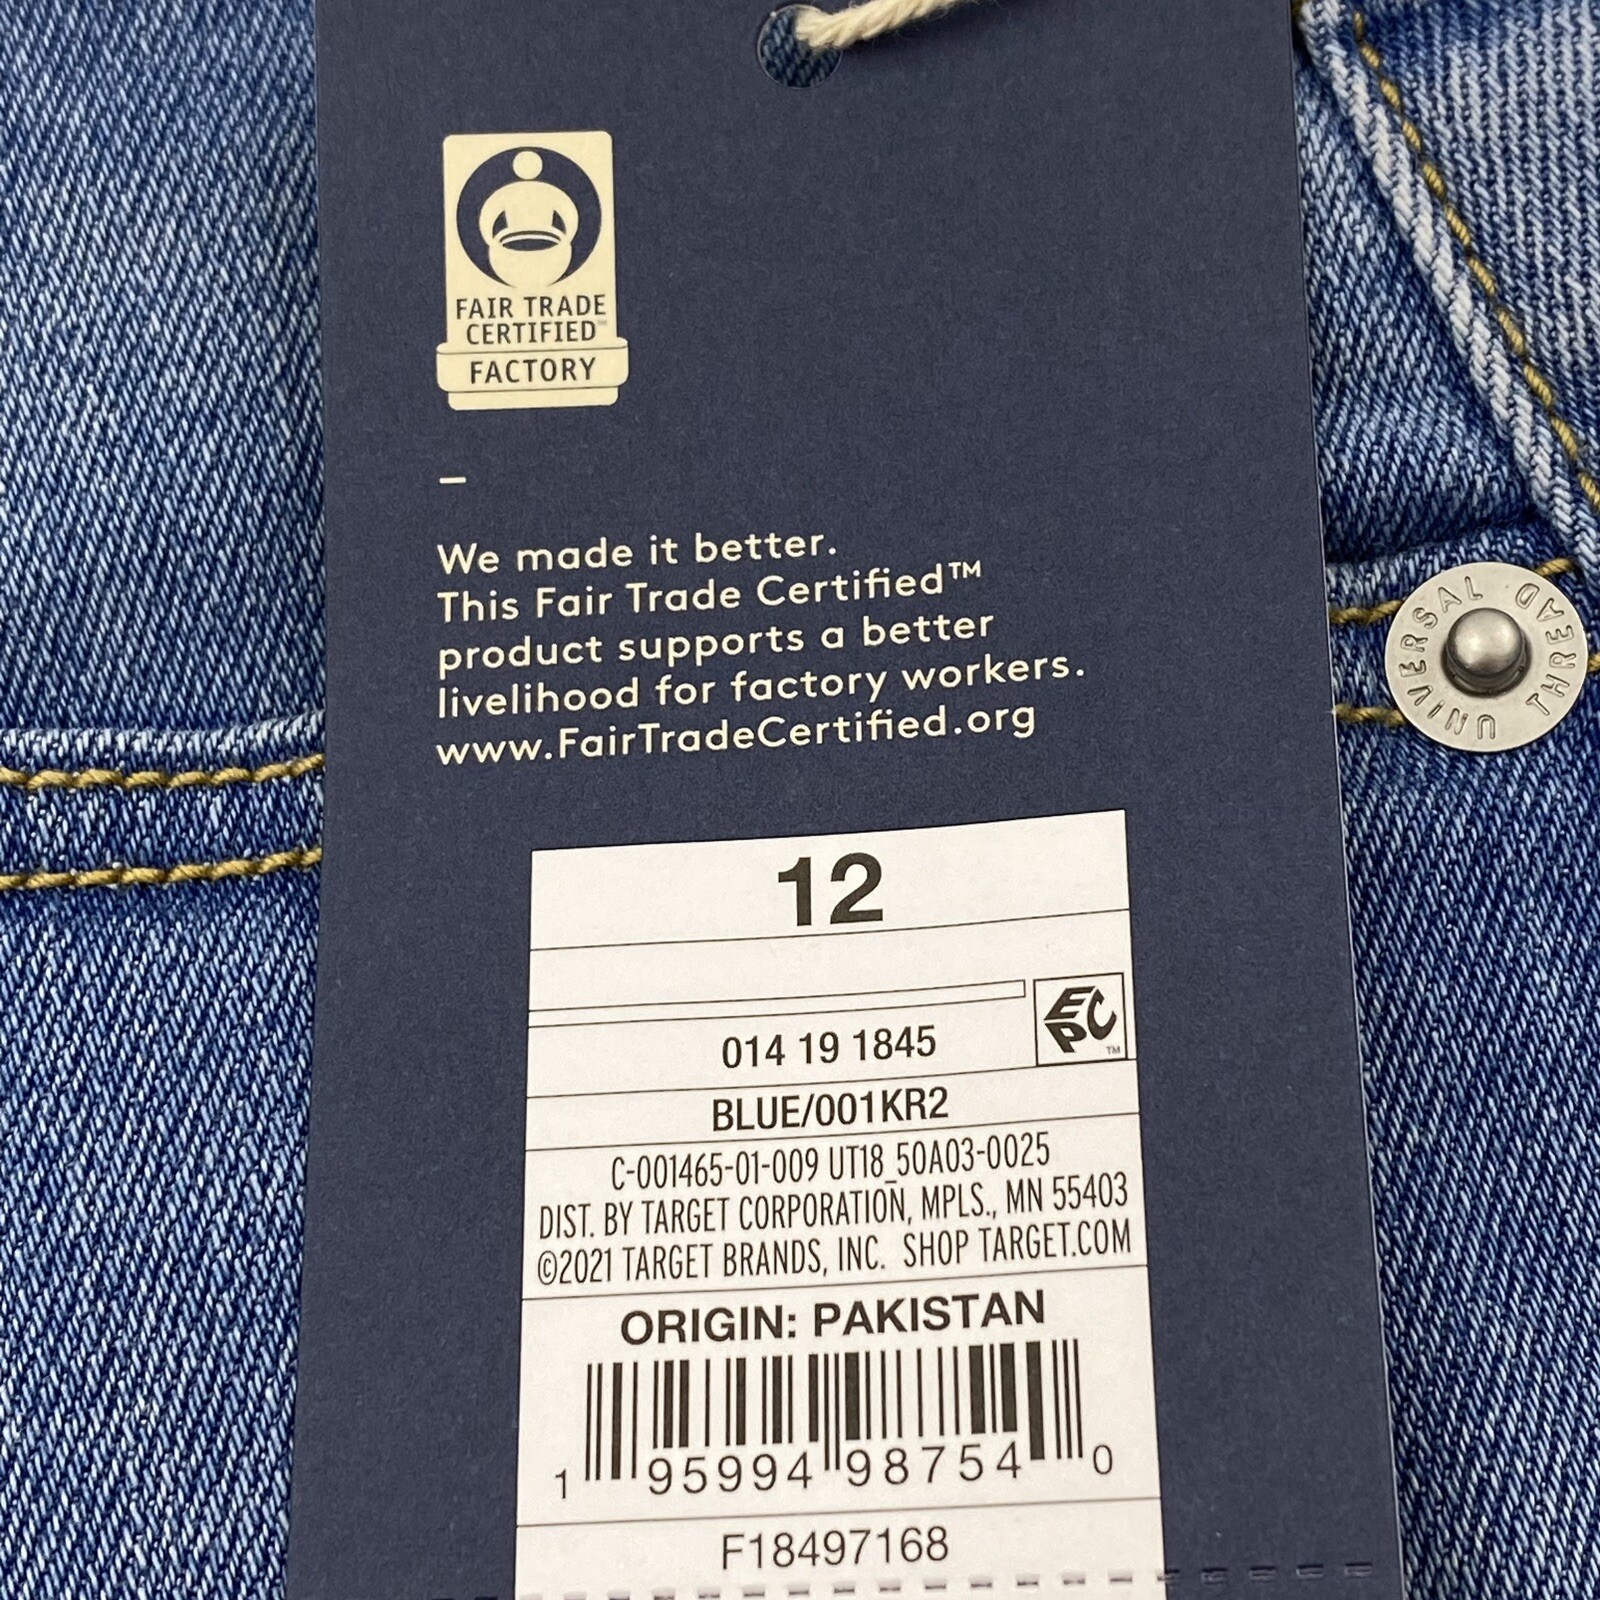 FAIR TRADE
CERTIFIED™
FACTORY
We made it better.
This Fair Trade Certified™
product supports a better
livelihood for factory workers.
www.FairTradeCertified.org
UNIVERSAL THREAD
12
EPC™
014 19 1845
BLUE/001KR2
C-001465-01-009 UT18_50A03-0025
DIST. BY TARGET CORPORATION, MPLS., MN 55403
©2021 TARGET BRANDS, INC. SHOP TARGET.COM
ORIGIN: PAKISTAN
1 95994 98754 0
F18497168